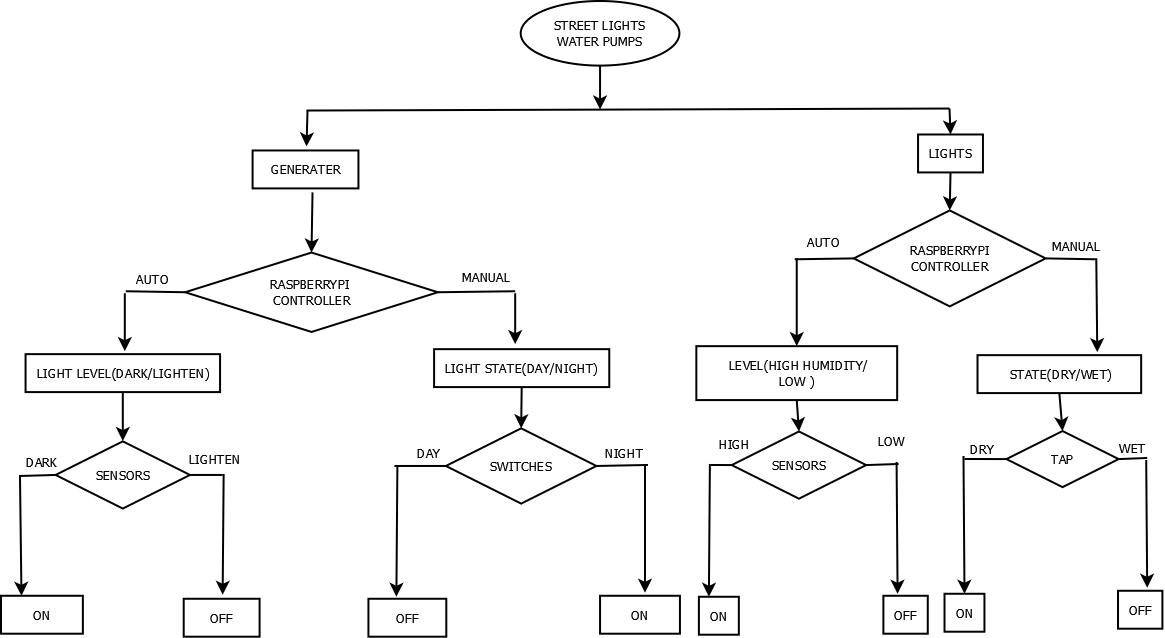 STREET LIGHTS
WATER PUMPS
GENERATER
LIGHTS
AUTO
RASPBERRYPI
CONTROLLER
MANUAL
AUTO
RASPBERRYPI
CONTROLLER
MANUAL
LIGHT LEVEL(DARK/LIGHTEN)
LIGHT STATE(DAY/NIGHT)
LEVEL(HIGH HUMIDITY/
LOW )
STATE(DRY/WET)
DARK
SENSORS
LIGHTEN
DAY
SWITCHES
NIGHT
HIGH
SENSORS
LOW
DRY
TAP
WET
ON
OFF
OFF
ON
ON
OFF
ON
OFF